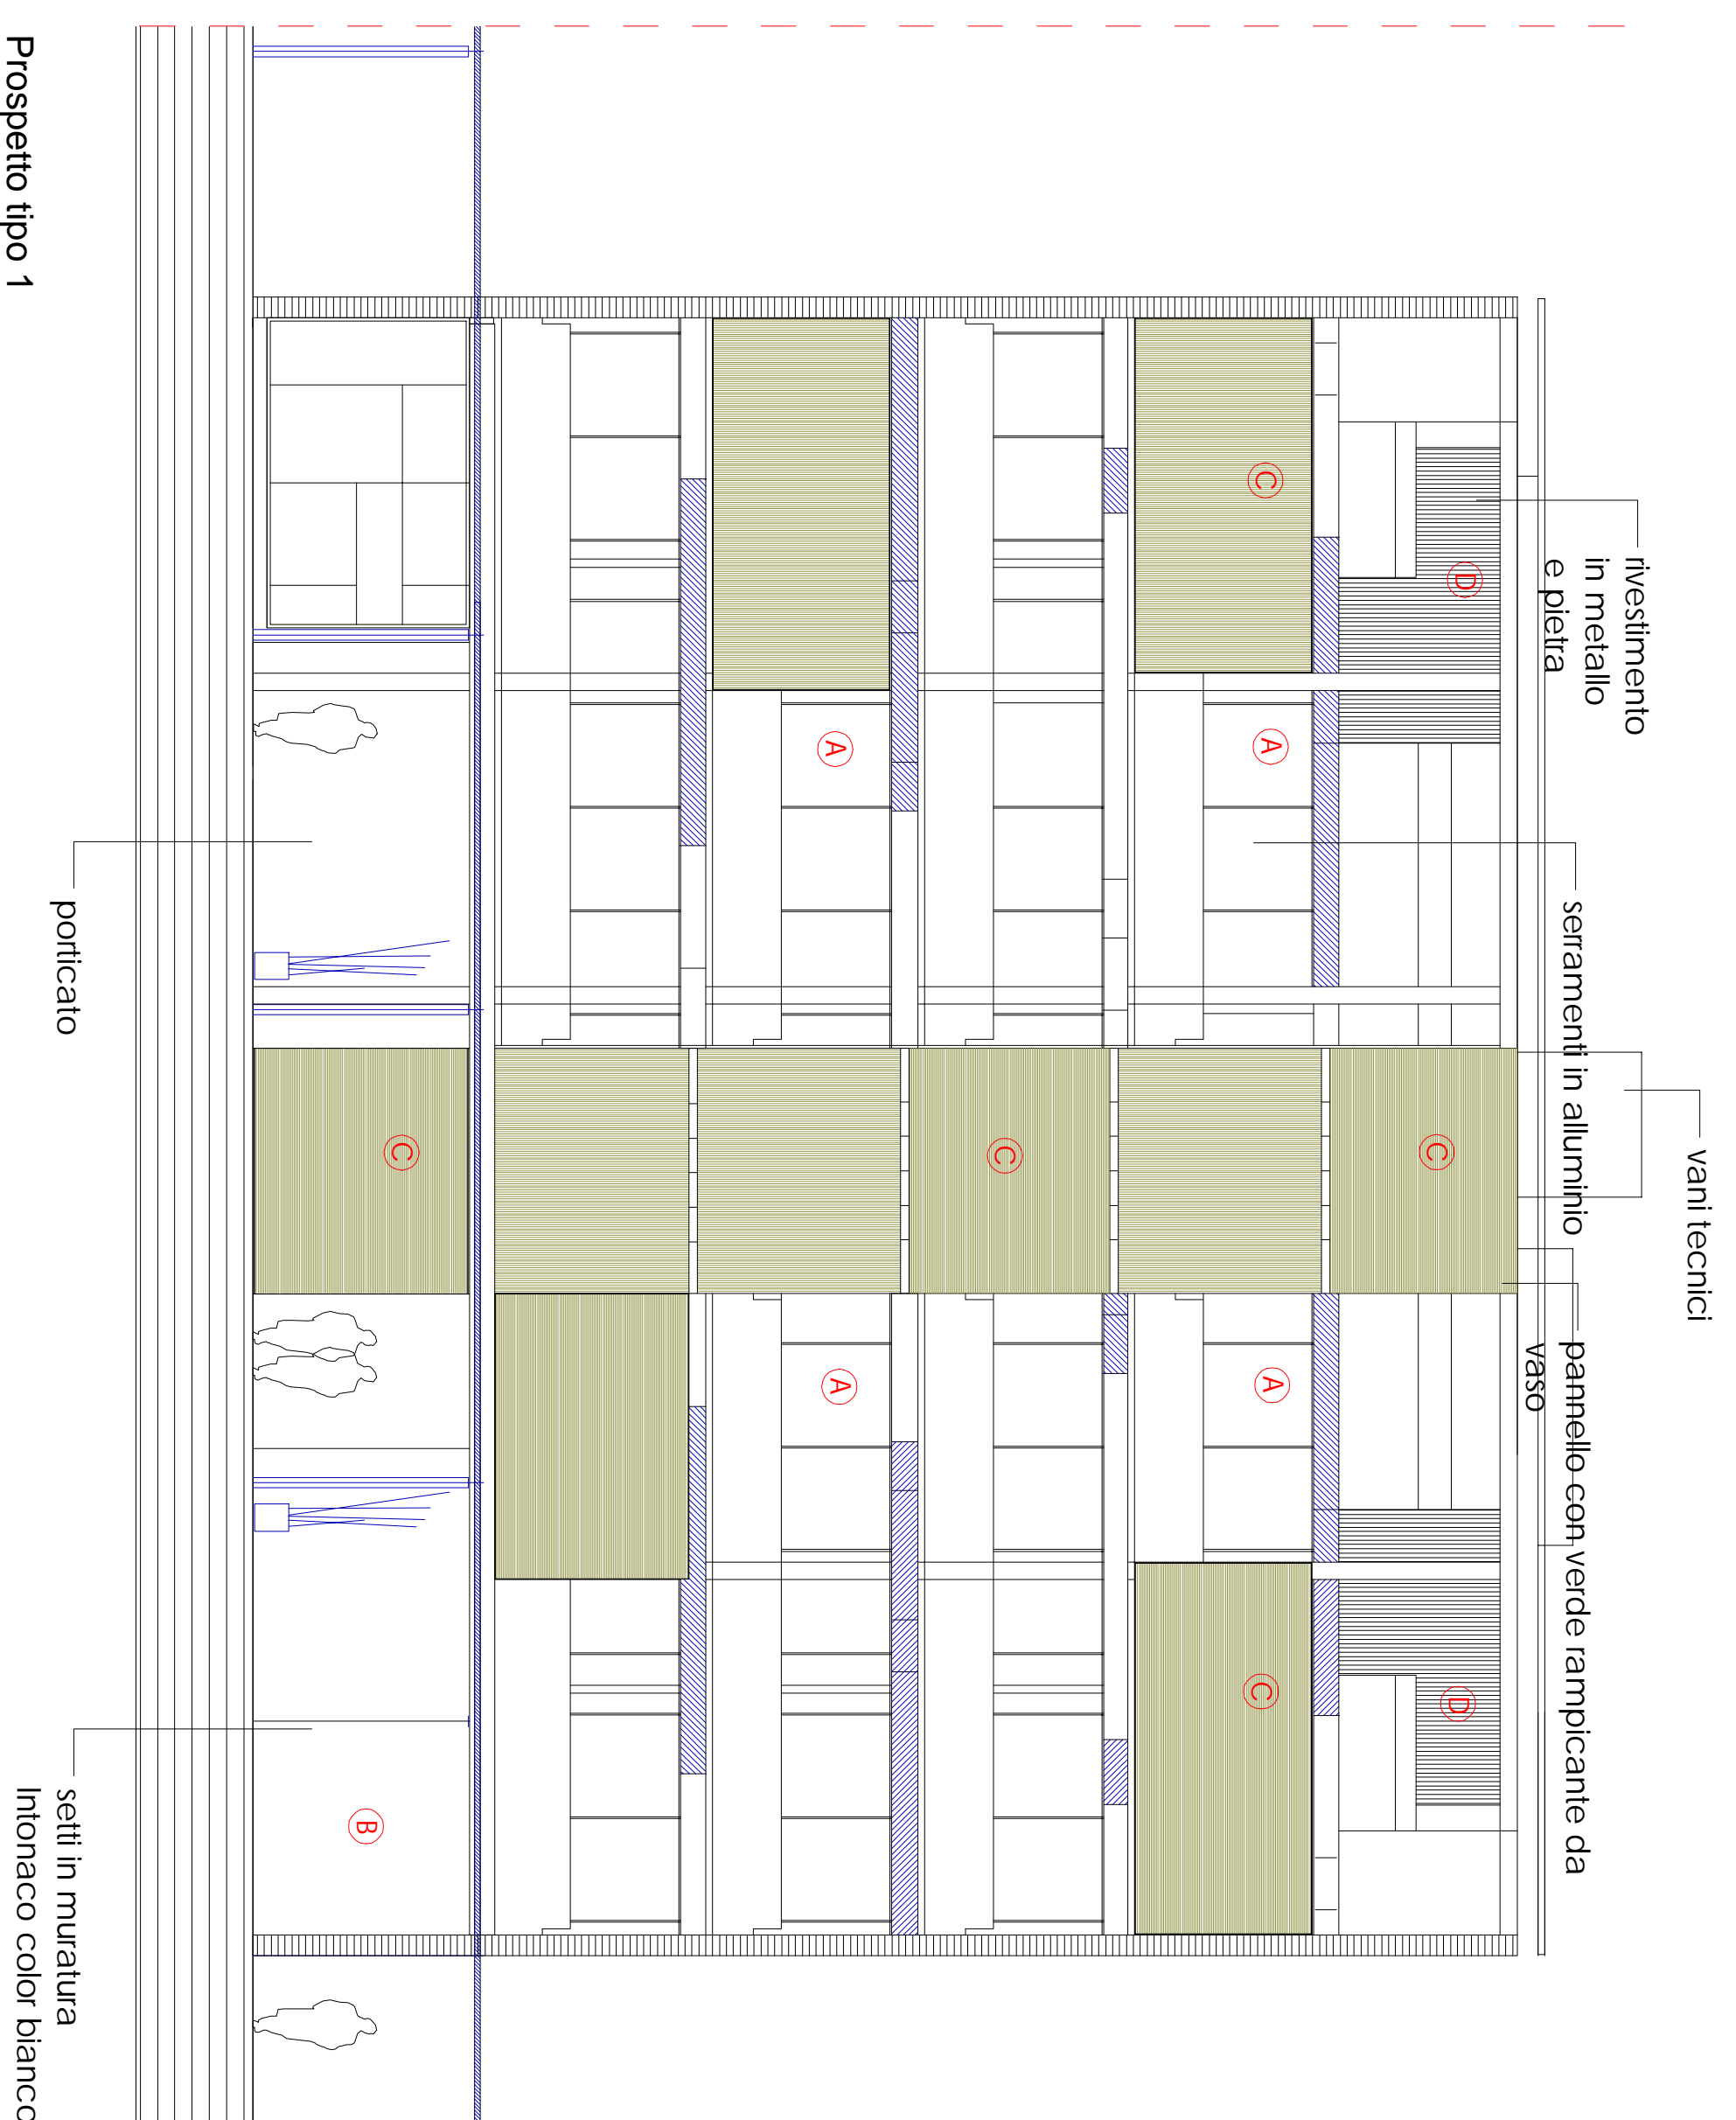 vani tecnici
rivestimento
in metallo
e pietra
serramenti in alluminio
pannello con verde rampicante da
vaso
D
D
C
A
C
A
C
A
C
A
C
B
porticato
setti in muratura
Intonaco color bianco
Prospetto tipo 1